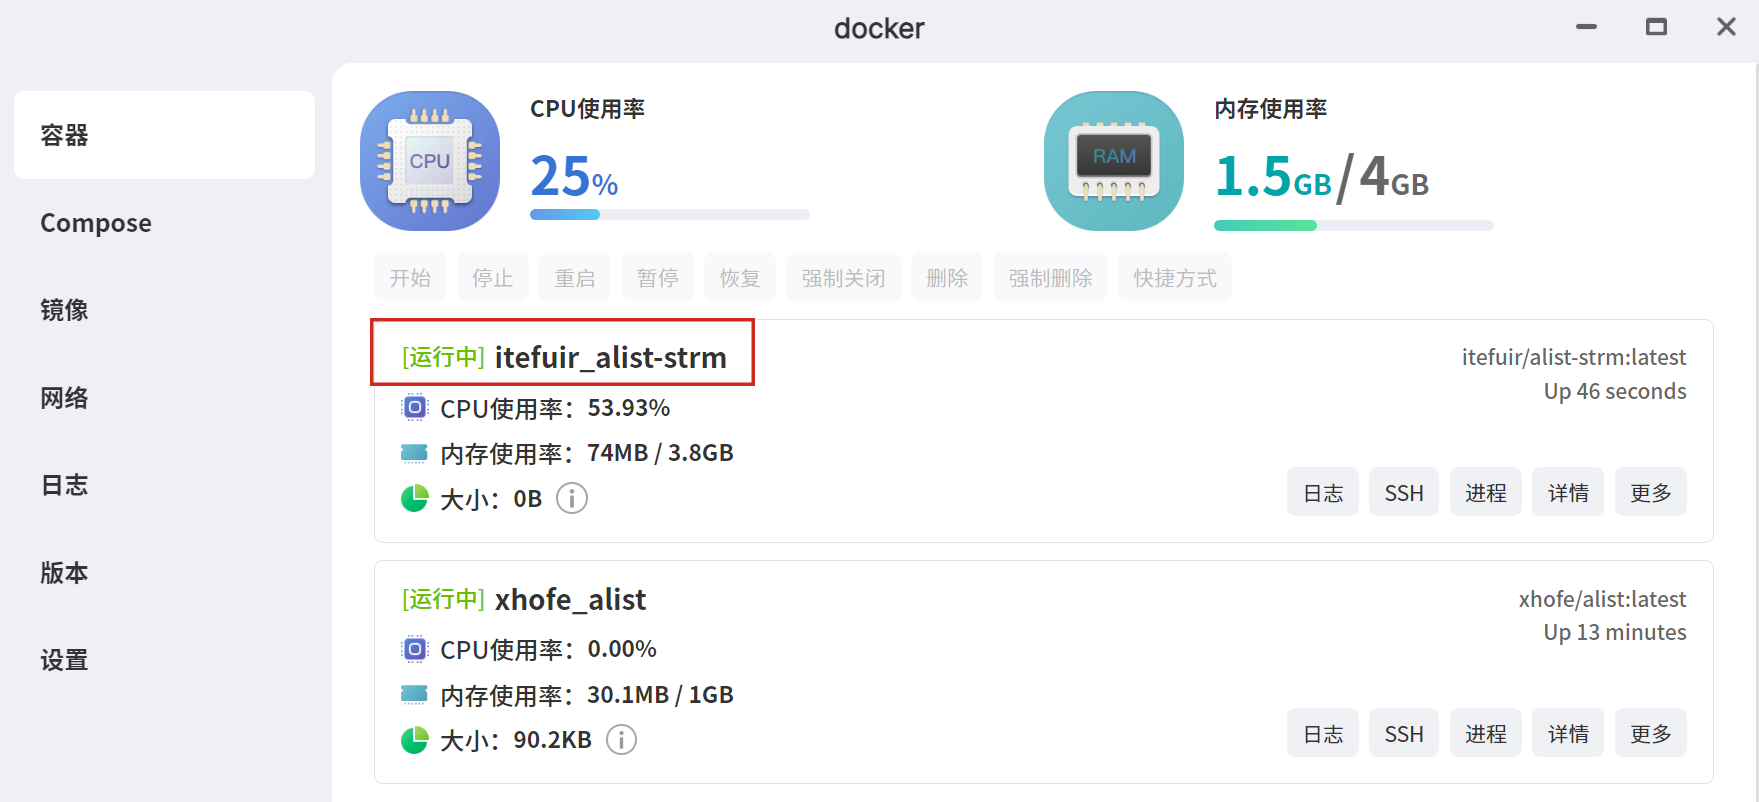 docker
容器
Compose
镜像
网络
日志
版本
设置
CPU
CPU使用率
25%
RAM
内存使用率
1.5GB/4GB
开始 停止 重启 暂停 恢复 强制关闭 删除 强制删除 快捷方式
[运行中] itefuir_alist-strm
itefuir/alist-strm:latest
Up 46 seconds
CPU使用率：53.93%
内存使用率：74MB / 3.8GB
大小：0B
日志 SSH 进程 详情 更多
[运行中] xhofe_alist
xhofe/alist:latest
Up 13 minutes
CPU使用率：0.00%
内存使用率：30.1MB / 1GB
大小：90.2KB
日志 SSH 进程 详情 更多